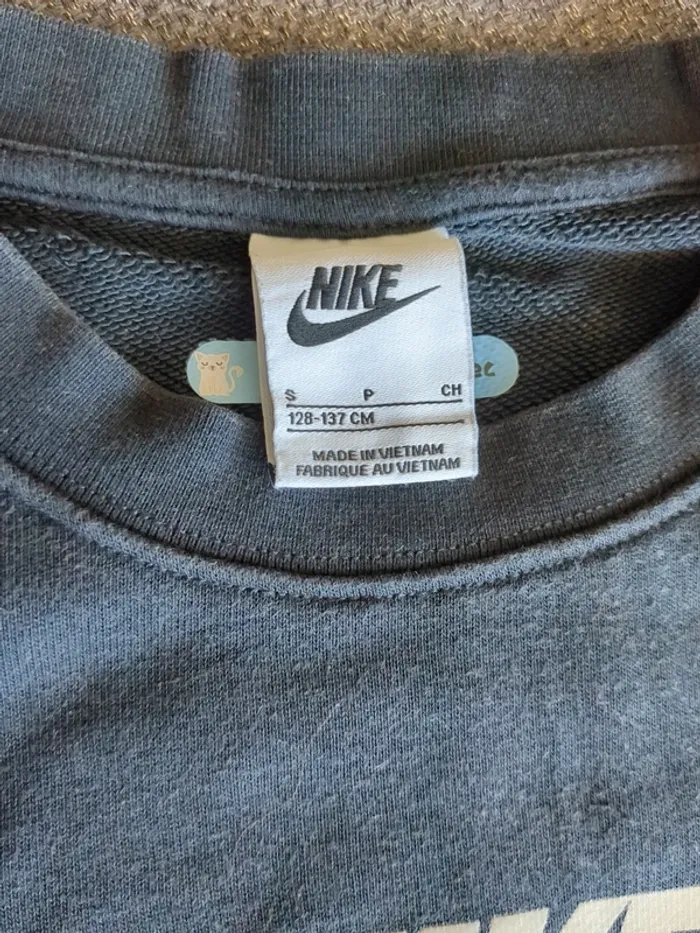 NIKE
S P CH
128-137 CM
MADE IN VIETNAM
FABRIQUE AU VIETNAM